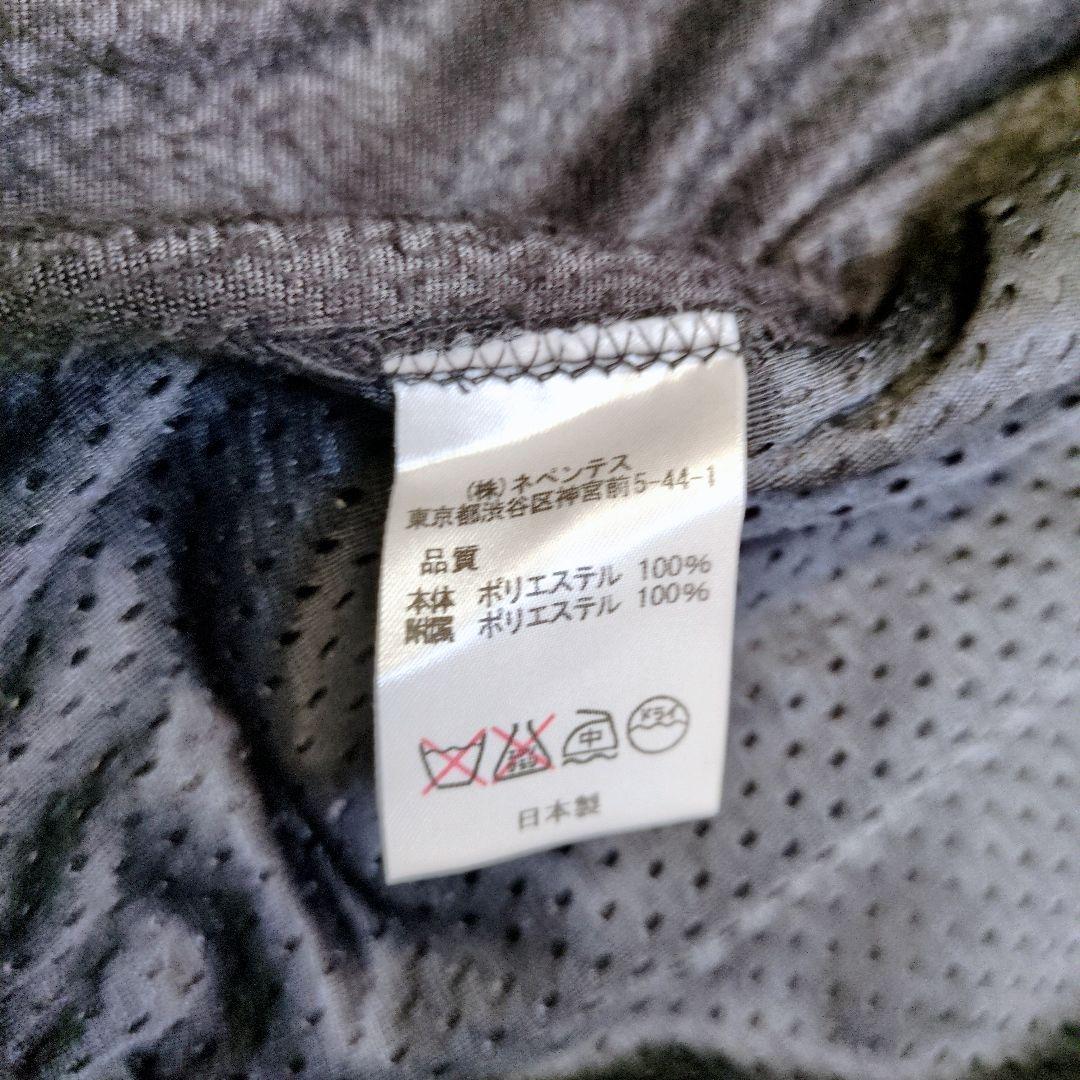 (株)ネペンテス
東京都渋谷区神宮前5-44-1
品質
本体 ポリエステル 100%
附属 ポリエステル 100%
中 ドライ
日本製